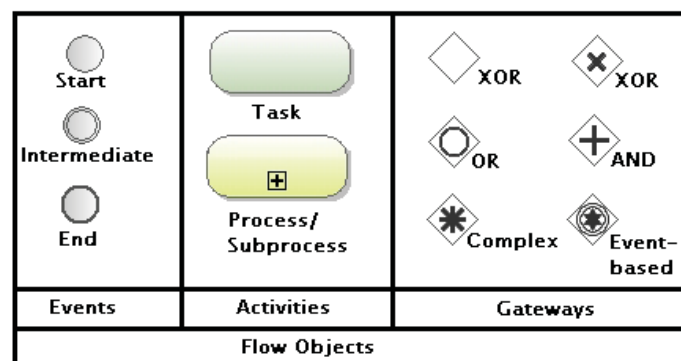 Start
Intermediate
End
Task
Process/
Subprocess
XOR
XOR
OR
AND
Complex
Event-
based
Events
Activities
Gateways
Flow Objects